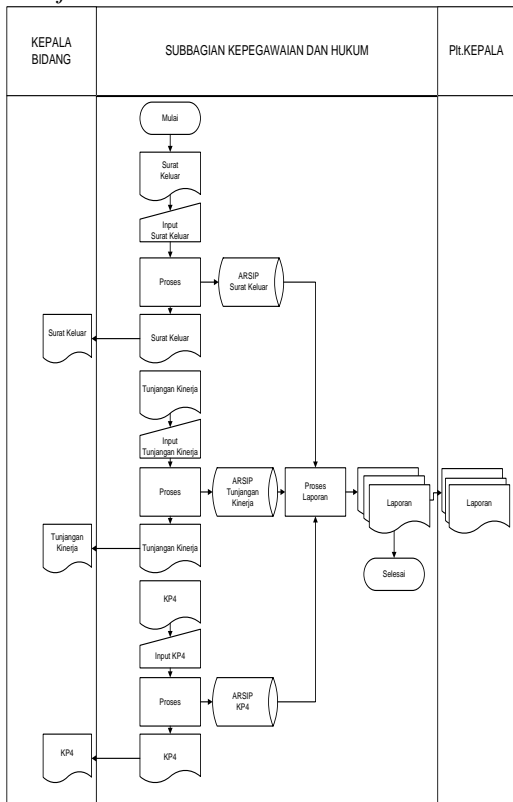 KEPALA
BIDANG
SUBBAGIAN KEPEGAWAIAN DAN HUKUM
Plt.KEPALA
Mulai
Surat
Keluar
Input
Surat Keluar
Proses
ARSIP
Surat Keluar
Surat Keluar
Surat Keluar
Tunjangan Kinerja
Input
Tunjangan Kinerja
Proses
ARSIP
Tunjangan
Kinerja
Proses
Laporan
Laporan
Laporan
Tunjangan
Kinerja
Tunjangan Kinerja
Selesai
KP4
Input KP4
Proses
ARSIP
KP4
KP4
KP4